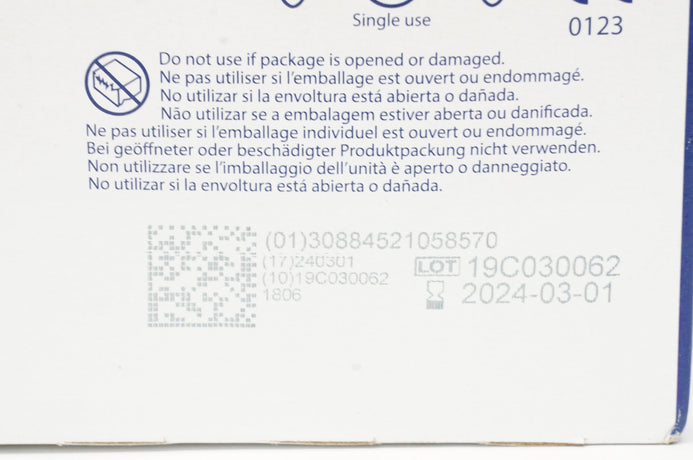 Single use
0123
Do not use if package is opened or damaged.
Ne pas utiliser si l'emballage est ouvert ou endommagé.
No utilizar si la envoltura está abierta o dañada.
Não utilizar se a embalagem estiver aberta ou danificada.
Ne pas utiliser si l'emballage individuel est ouvert ou endommagé.
Bei geöffneter oder beschädigter Produktpackung nicht verwenden.
Non utilizzare se l'imballaggio dell'unità è aperto o danneggiato.
No utilizar si la envoltura está abierta o dañada.
(01)30884521058570
(17)240301
(10)19C030062
1806
LOT 19C030062
2024-03-01